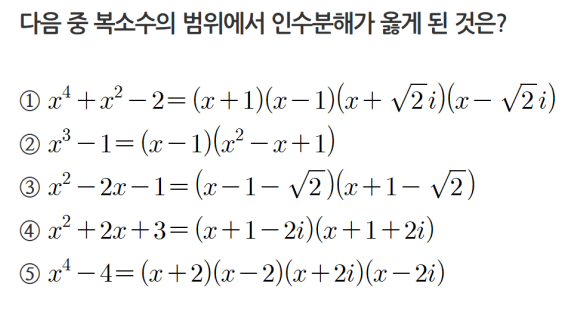 다음 중 복소수의 범위에서 인수분해가 옳게 된 것은?
① x⁴+x²−2=(x+1)(x−1)(x+√2i)(x−√2i)
② x³−1=(x−1)(x²−x+1)
③ x²−2x−1=(x−1−√2)(x+1−√2)
④ x²+2x+3=(x+1−2i)(x+1+2i)
⑤ x⁴−4=(x+2)(x−2)(x+2i)(x−2i)